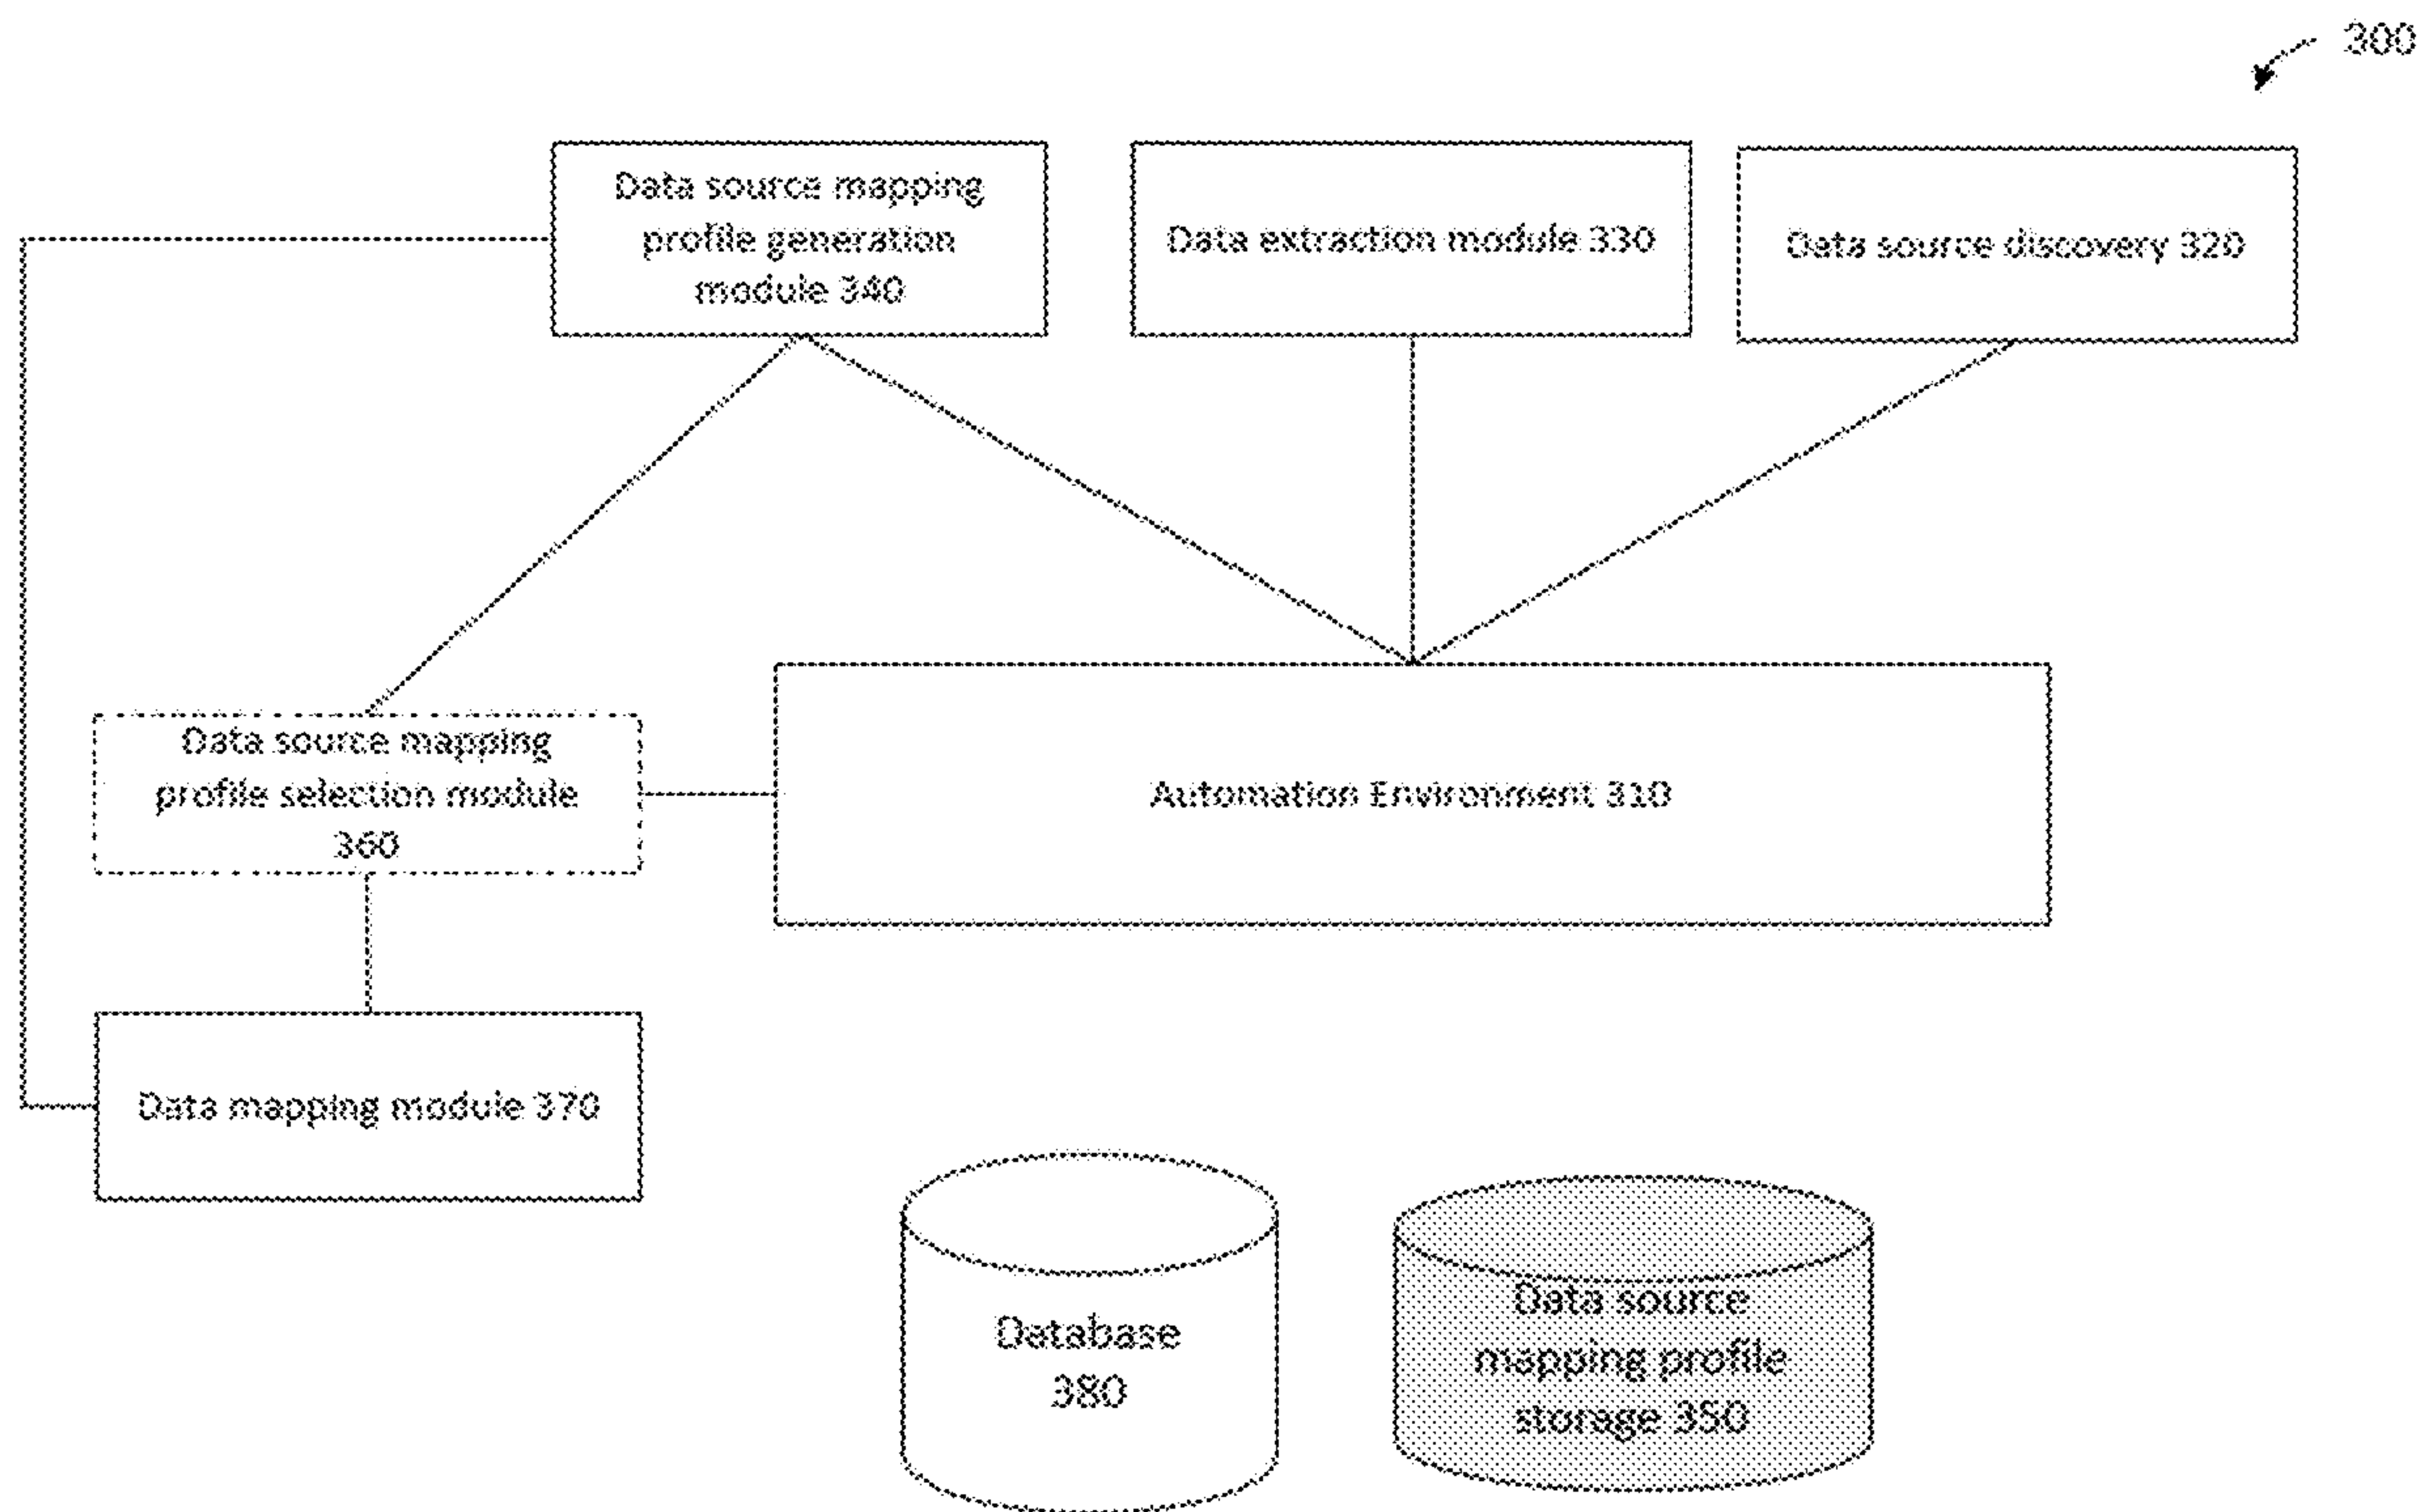 300
Data source mapping
profile generation
module 340
Data extraction module 330
Data source discovery 320
Data source mapping
profile selection module
360
Automation Environment 310
Data mapping module 370
Database
380
Data source
mapping profile
storage 350